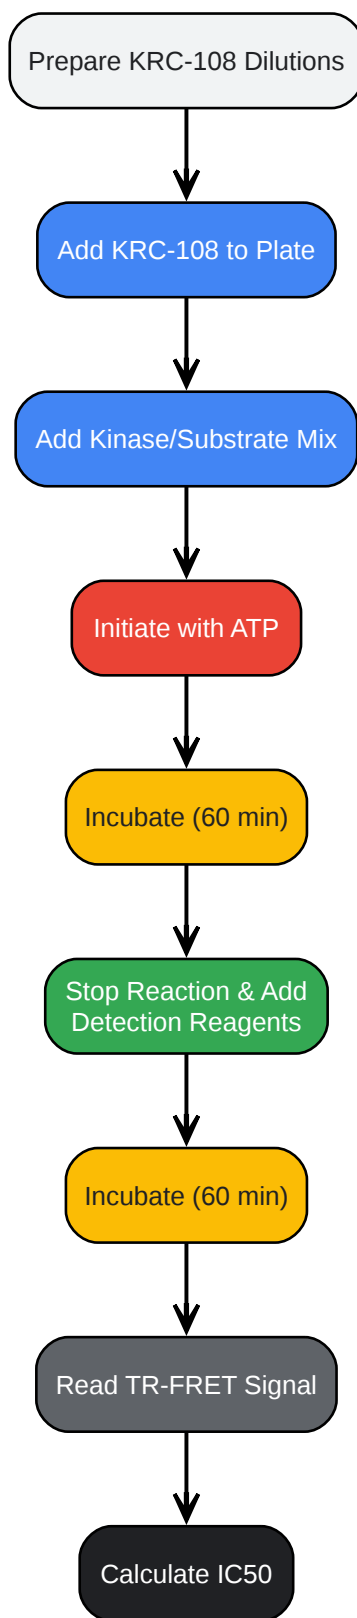 Prepare KRC-108 Dilutions
Add KRC-108 to Plate
Add Kinase/Substrate Mix
Initiate with ATP
Incubate (60 min)
Stop Reaction & Add
Detection Reagents
Incubate (60 min)
Read TR-FRET Signal
Calculate IC50